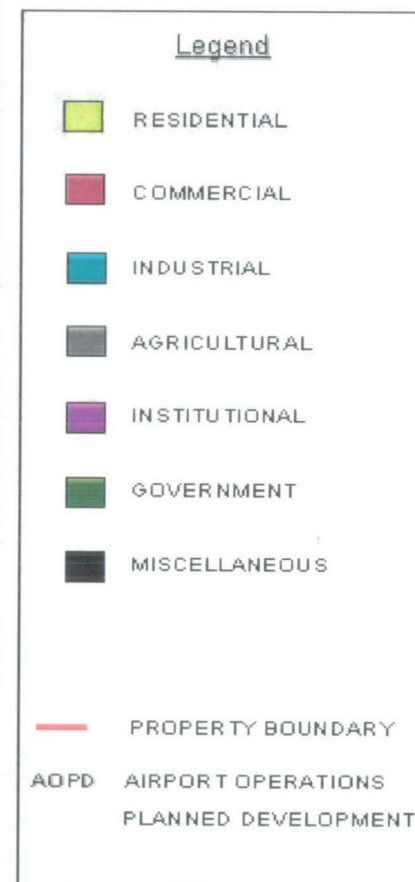 Legend
RESIDENTIAL
COMMERCIAL
INDUSTRIAL
AGRICULTURAL
INSTITUTIONAL
GOVERNMENT
MISCELLANEOUS
PROPERTY BOUNDARY
AOPD AIRPORT OPERATIONS
PLANNED DEVELOPMENT